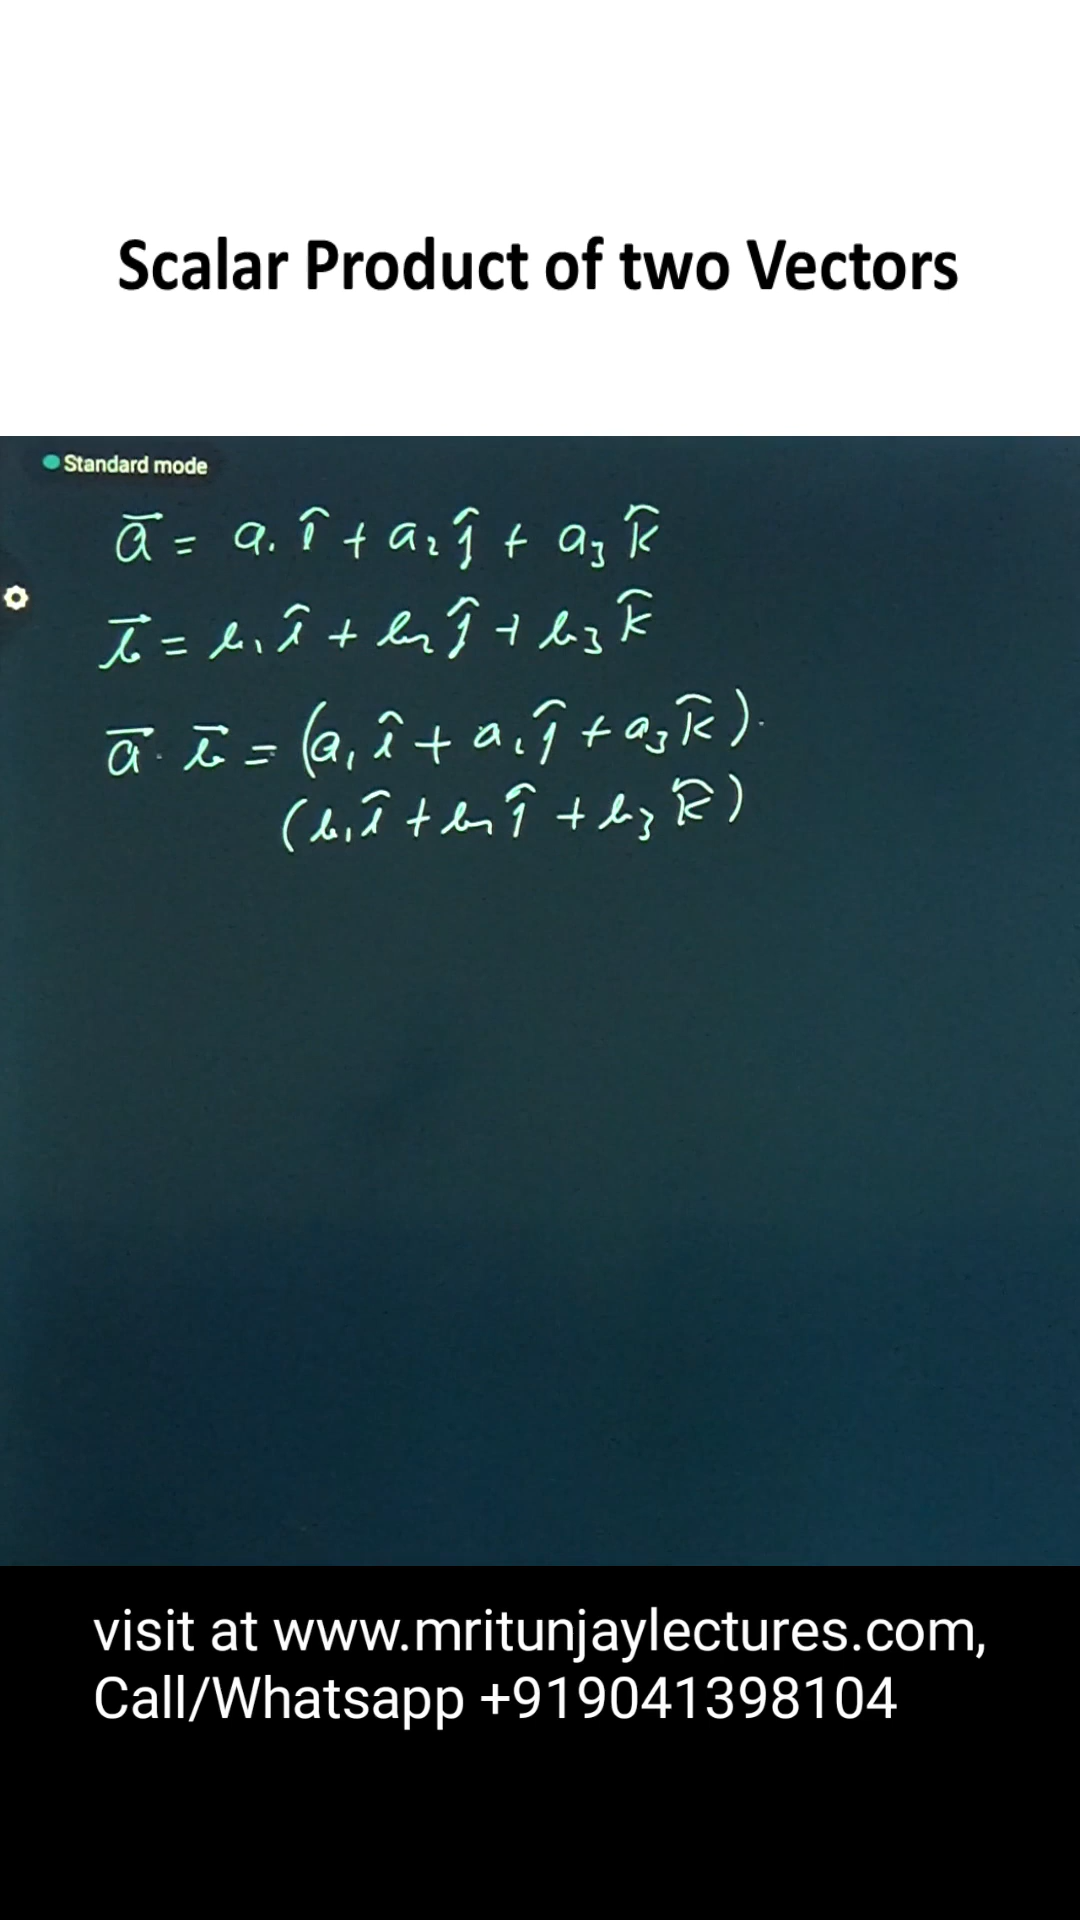 Scalar Product of two Vectors
Standard mode
a⃗ = a₁ î + a₂ ĵ + a₃ k̂
b⃗ = b₁ î + b₂ ĵ + b₃ k̂
a⃗ · b⃗ = (a₁ î + a₂ ĵ + a₃ k̂).
(b₁ î + b₂ ĵ + b₃ k̂)
visit at www.mritunjaylectures.com,
Call/Whatsapp +919041398104